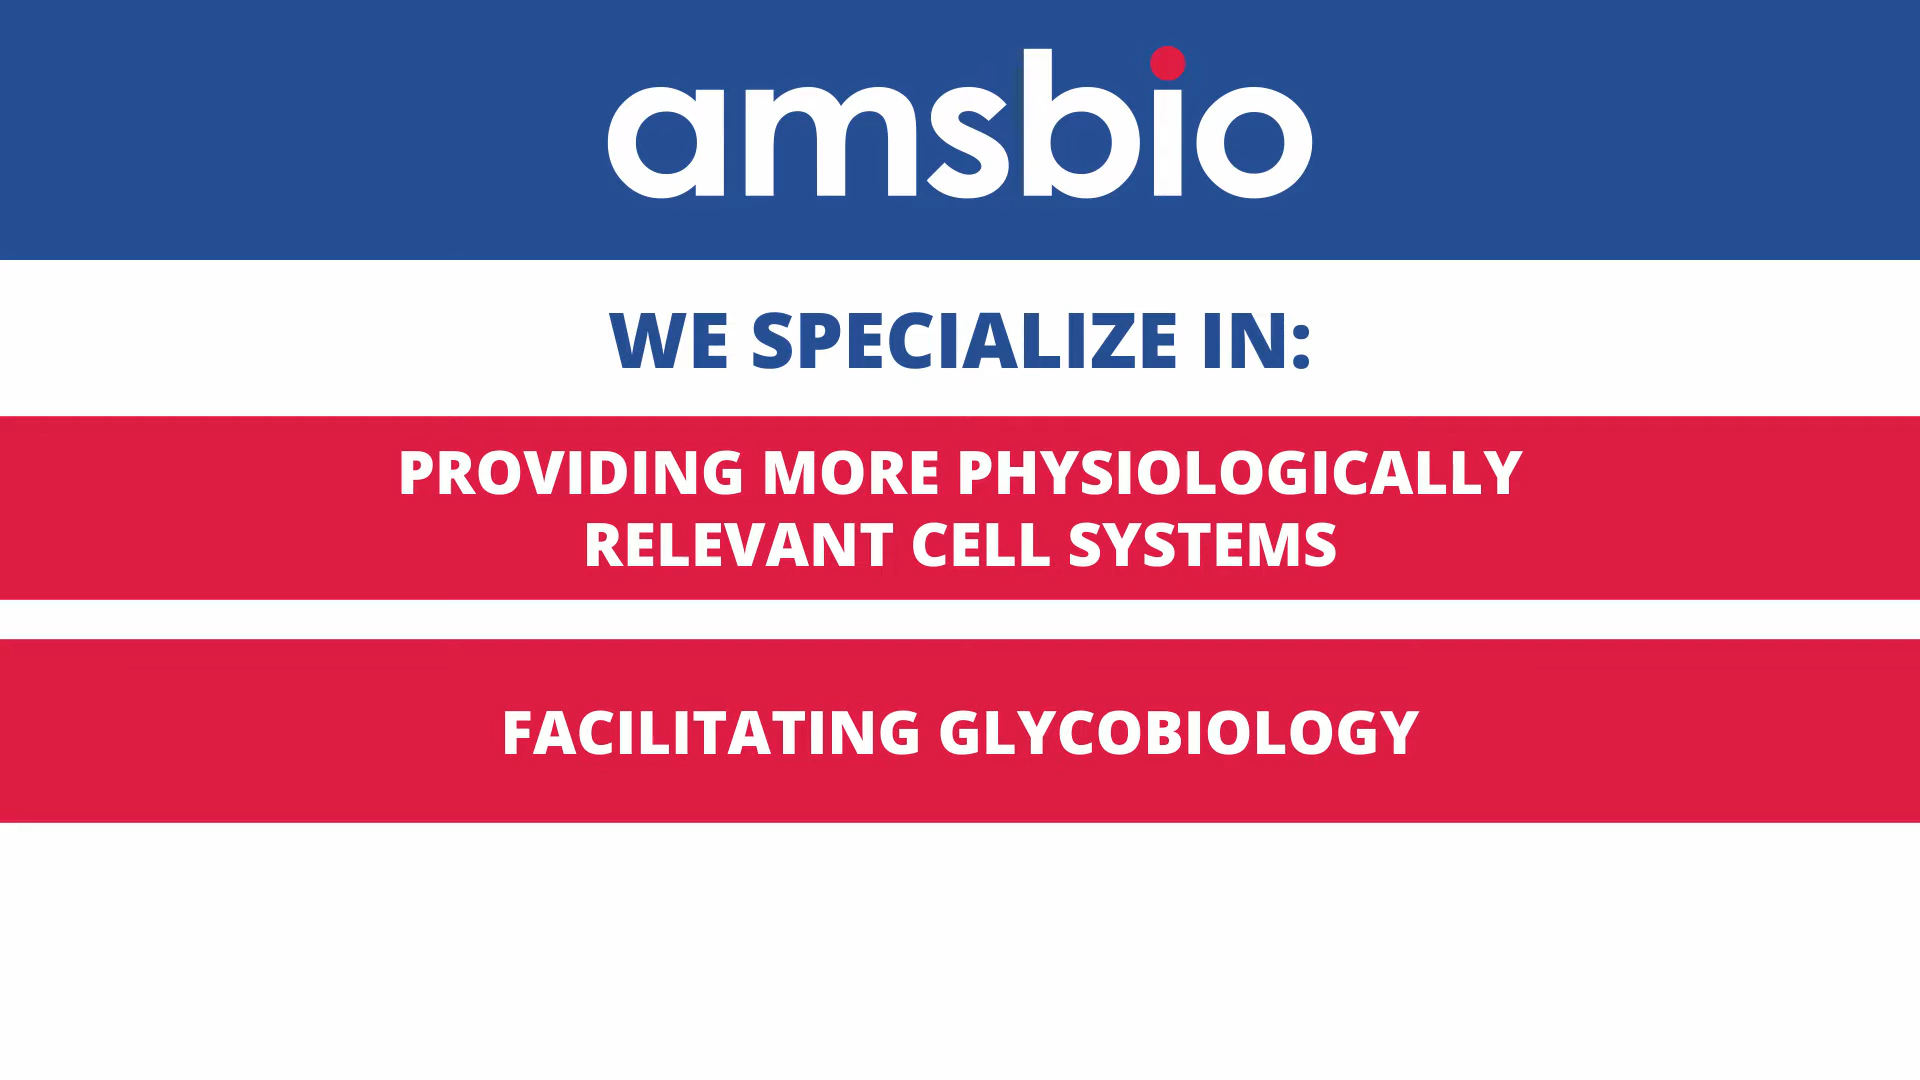 amsbio
WE SPECIALIZE IN:
PROVIDING MORE PHYSIOLOGICALLY
RELEVANT CELL SYSTEMS
FACILITATING GLYCOBIOLOGY